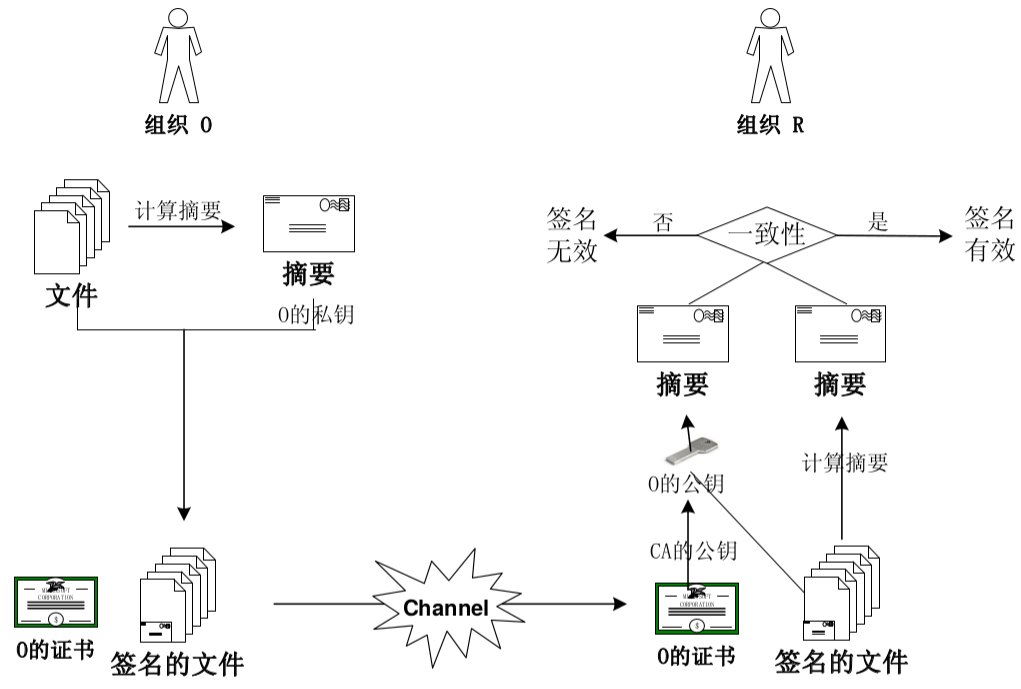 组织 O
组织 R
计算摘要
摘要
文件
O的私钥
签名
无效
否
一致性
是
签名
有效
摘要
摘要
O的公钥
计算摘要
CA的公钥
CORPORATION
O的证书
签名的文件
Channel
CORPORATION
O的证书
签名的文件